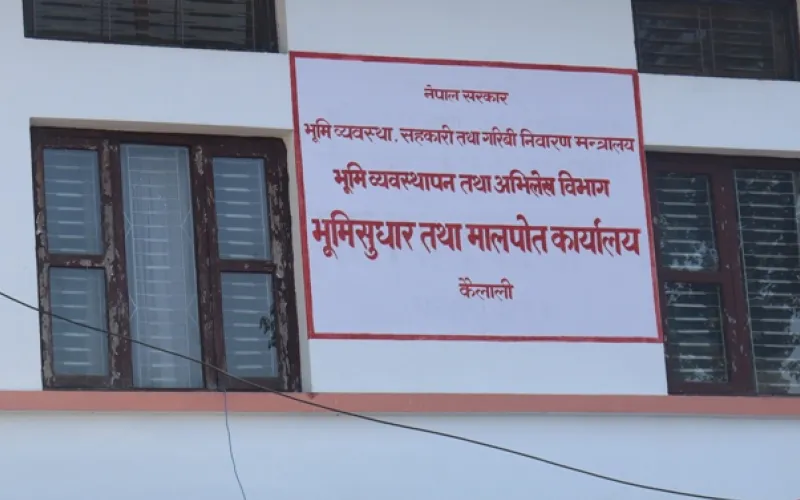 नेपाल सरकार
भूमि व्यवस्था, सहकारी तथा गरिबी निवारण मन्त्रालय
भूमि व्यवस्थापन तथा अभिलेख विभाग
भूमिसुधार तथा मालपोत कार्यालय
कैलाली